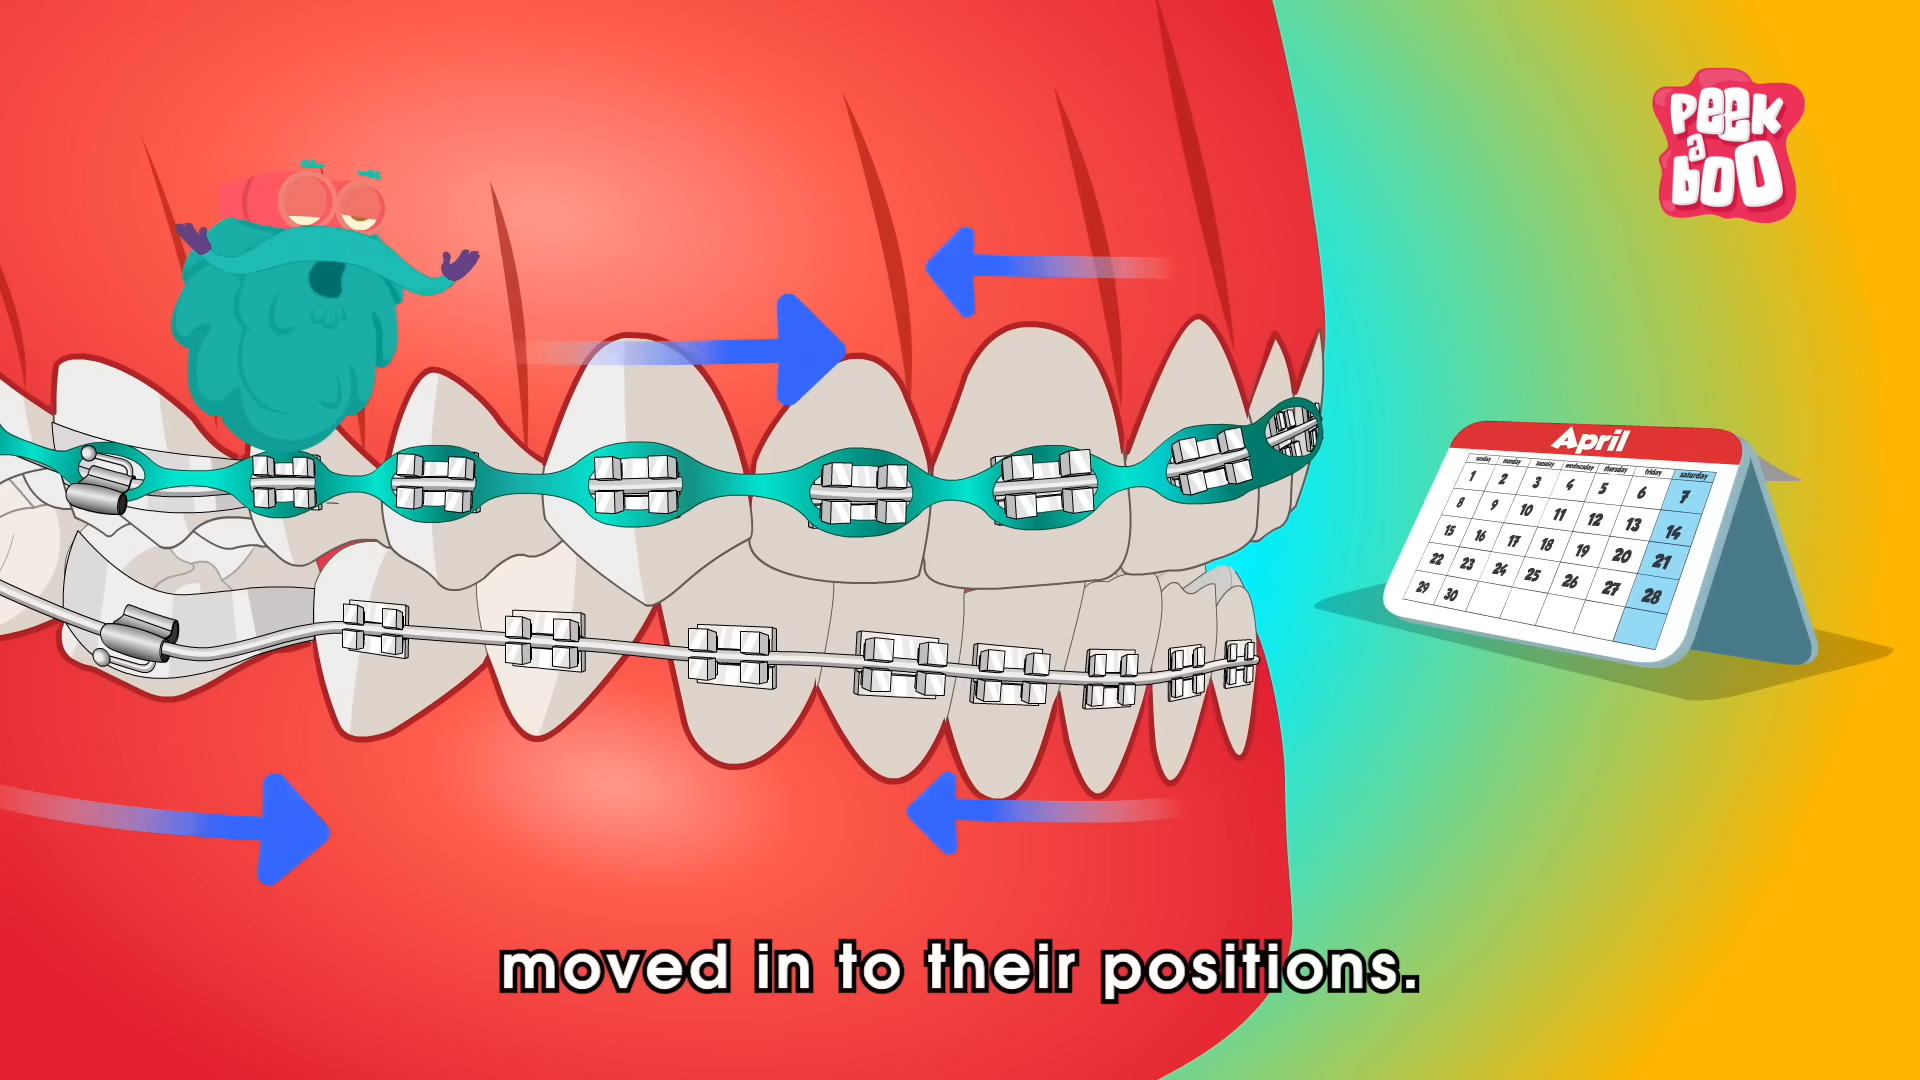 Peek
a
boo
April
sunday monday tuesday wednesday thursday friday saturday
1 2 3 4 5 6 7
8 9 10 11 12 13 14
15 16 17 18 19 20 21
22 23 24 25 26 27 28
29 30
moved in to their positions.